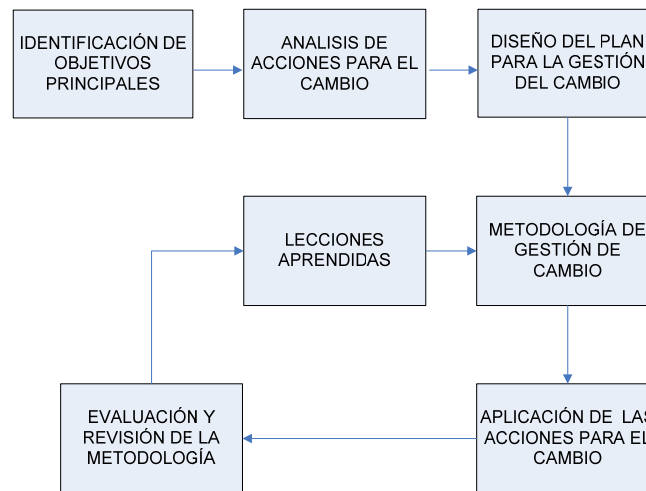 IDENTIFICACIÓN DE
OBJETIVOS
PRINCIPALES
ANALISIS DE
ACCIONES PARA EL
CAMBIO
DISEÑO DEL PLAN
PARA LA GESTIÓN
DEL CAMBIO
LECCIONES
APRENDIDAS
METODOLOGÍA DE
GESTIÓN DE
CAMBIO
EVALUACIÓN Y
REVISIÓN DE LA
METODOLOGÍA
APLICACIÓN DE LAS
ACCIONES PARA EL
CAMBIO